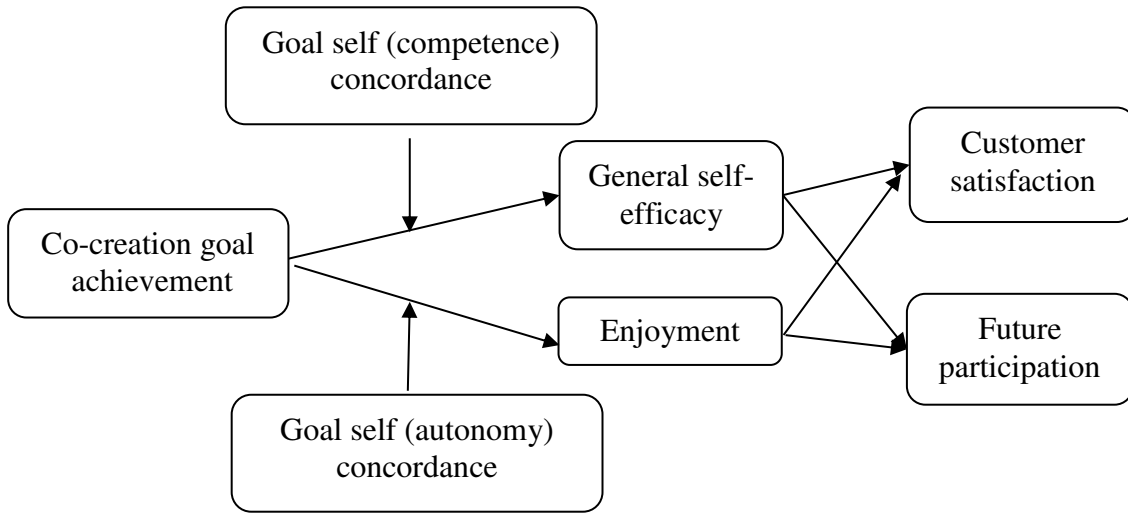 Goal self (competence)
concordance
Customer
satisfaction
General self-
efficacy
Co-creation goal
achievement
Enjoyment
Future
participation
Goal self (autonomy)
concordance